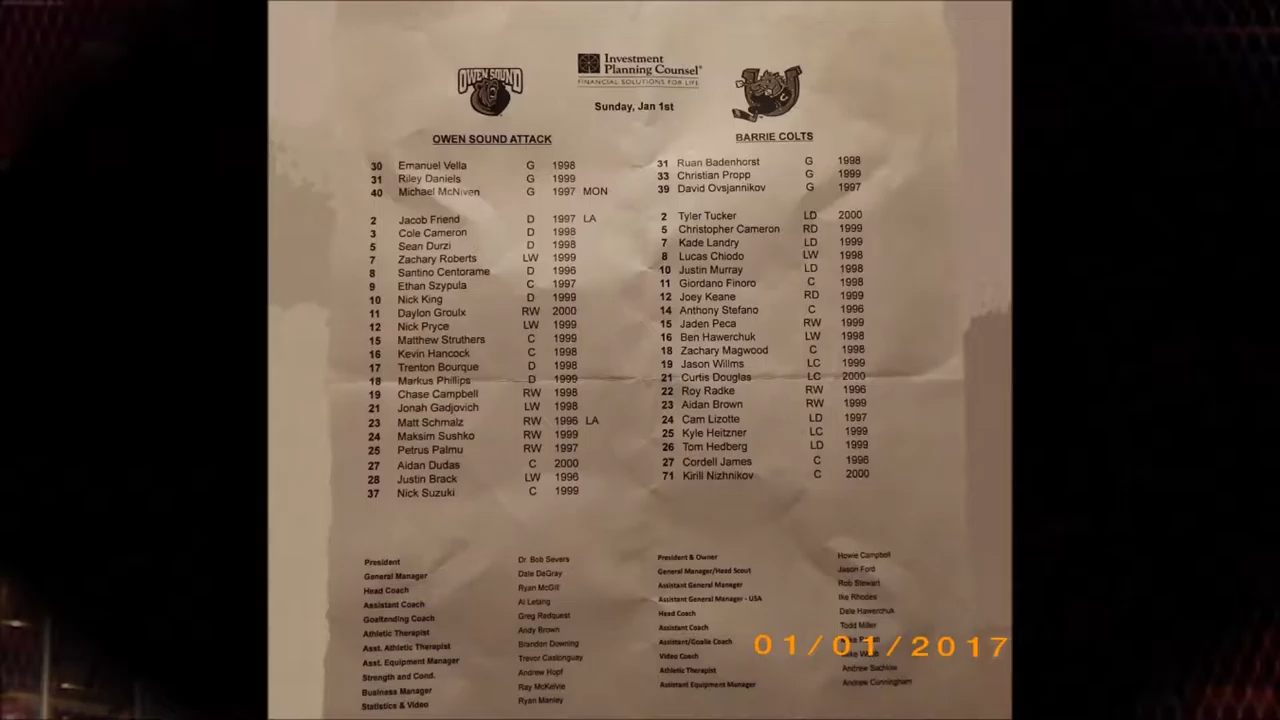 OWEN SOUND
Investment
Planning Counsel®
FINANCIAL SOLUTIONS FOR LIFE
Sunday, Jan 1st
OWEN SOUND ATTACK
30 Emanuel Vella G 1998
31 Riley Daniels G 1999
40 Michael McNiven G 1997 MON
2 Jacob Friend D 1997 LA
3 Cole Cameron D 1998
5 Sean Durzi D 1998
7 Zachary Roberts LW 1999
8 Santino Centorame D 1996
9 Ethan Szypula C 1997
10 Nick King D 1999
11 Daylon Groulx RW 2000
12 Nick Pryce LW 1999
15 Matthew Struthers C 1999
16 Kevin Hancock C 1998
17 Trenton Bourque D 1998
18 Markus Phillips D 1999
19 Chase Campbell RW 1998
21 Jonah Gadjovich LW 1998
23 Matt Schmalz RW 1996 LA
24 Maksim Sushko RW 1999
25 Petrus Palmu RW 1997
27 Aidan Dudas C 2000
28 Justin Brack LW 1996
37 Nick Suzuki C 1999
BARRIE COLTS
31 Ruan Badenhorst G 1998
33 Christian Propp G 1999
39 David Ovsjannikov G 1997
2 Tyler Tucker LD 2000
5 Christopher Cameron RD 1999
7 Kade Landry LD 1999
8 Lucas Chiodo LW 1998
10 Justin Murray LD 1998
11 Giordano Finoro C 1998
12 Joey Keane RD 1999
14 Anthony Stefano C 1996
15 Jaden Peca RW 1999
16 Ben Hawerchuk LW 1998
18 Zachary Magwood C 1998
19 Jason Willms LC 1999
21 Curtis Douglas LC 2000
22 Roy Radke RW 1996
23 Aidan Brown RW 1999
24 Cam Lizotte LD 1997
25 Kyle Heitzner LC 1999
26 Tom Hedberg LD 1999
27 Cordell James C 1996
71 Kirill Nizhnikov C 2000
President Dr. Bob Severs
General Manager Dale DeGray
Head Coach Ryan McGill
Assistant Coach Al Letang
Goaltending Coach Greg Redquest
Athletic Therapist Andy Brown
Asst. Athletic Therapist Brandon Downing
Asst. Equipment Manager Trevor Castonguay
Strength and Cond. Andrew Hopf
Business Manager Ray McKelvie
Statistics & Video Ryan Manley
President & Owner Howie Campbell
General Manager/Head Scout Jason Ford
Assistant General Manager Rob Stewart
Assistant General Manager - USA Ike Rhodes
Head Coach Dale Hawerchuk
Assistant Coach Todd Miller
Assistant/Goalie Coach
Video Coach
Athletic Therapist Andrew Sachkiw
Assistant Equipment Manager Andrew Cunningham
01/01/2017